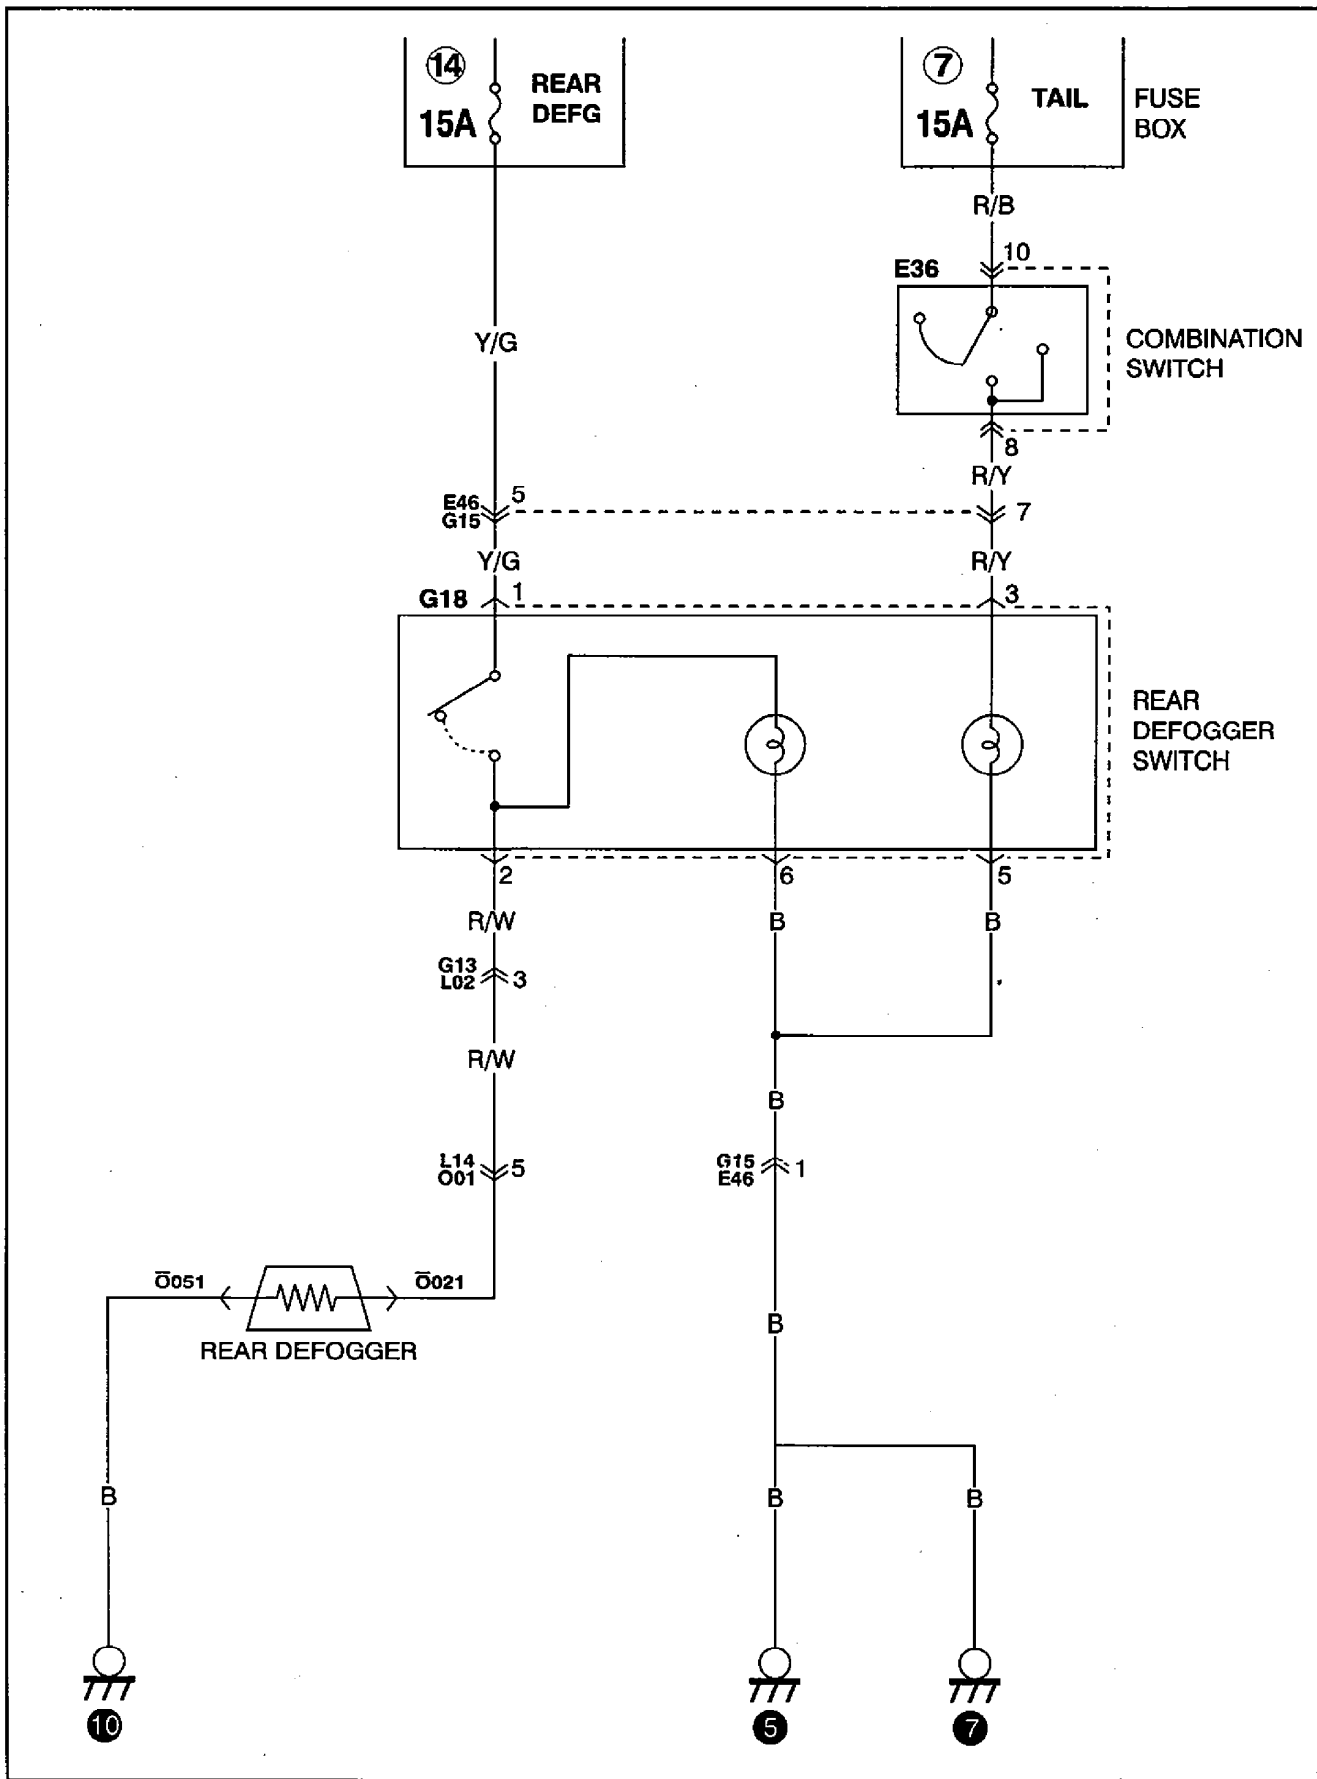 14
15A
REAR
DEFG
7
15A
TAIL
FUSE
BOX
R/B
10
E36
COMBINATION
SWITCH
Y/G
8
R/Y
E46
G15
5
7
Y/G
R/Y
G18
1
3
REAR
DEFOGGER
SWITCH
2
6
5
R/W
B
B
G13
L02
3
R/W
B
L14
O01
5
G15
E46
1
Ō051
Ō021
REAR DEFOGGER
B
B
B
B
10
5
7